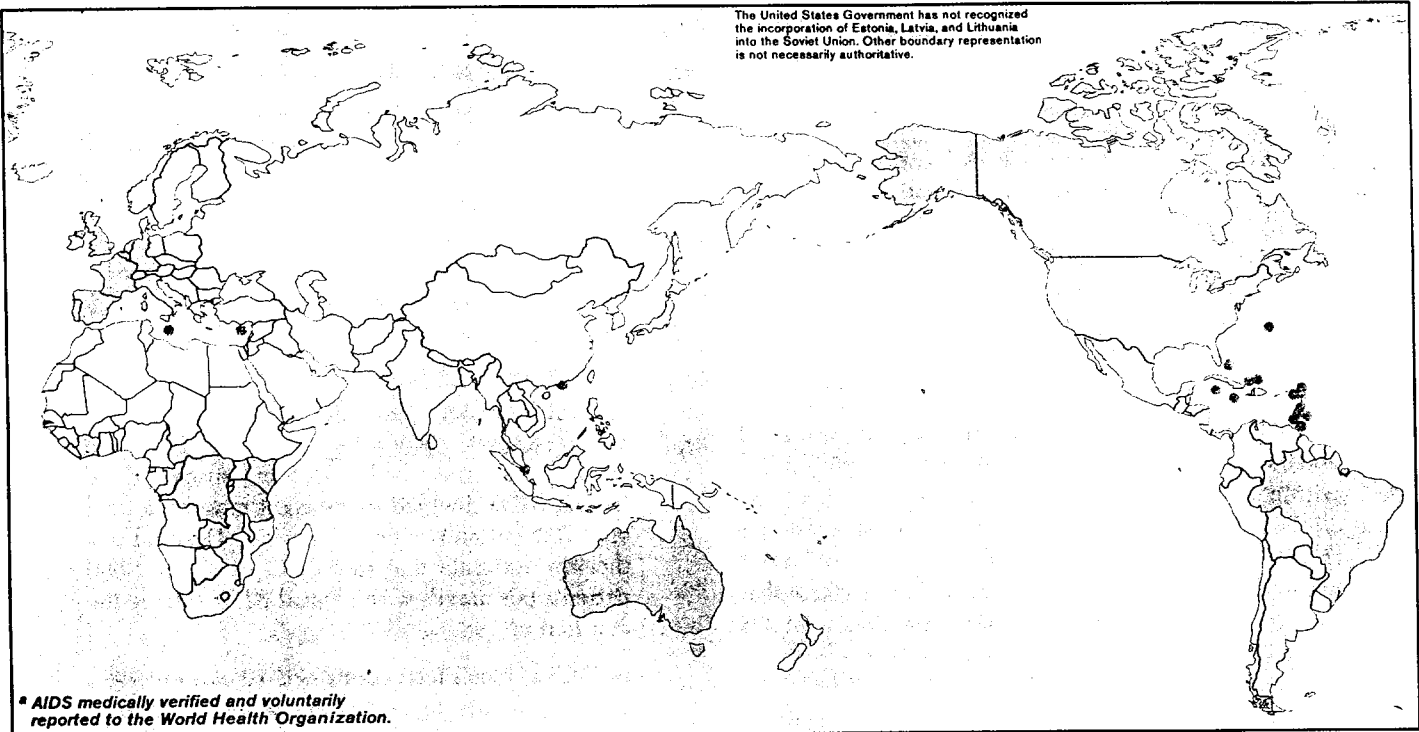 The United States Government has not recognized
the incorporation of Estonia, Latvia, and Lithuania
into the Soviet Union. Other boundary representation
is not necessarily authoritative.
a AIDS medically verified and voluntarily
reported to the World Health Organization.